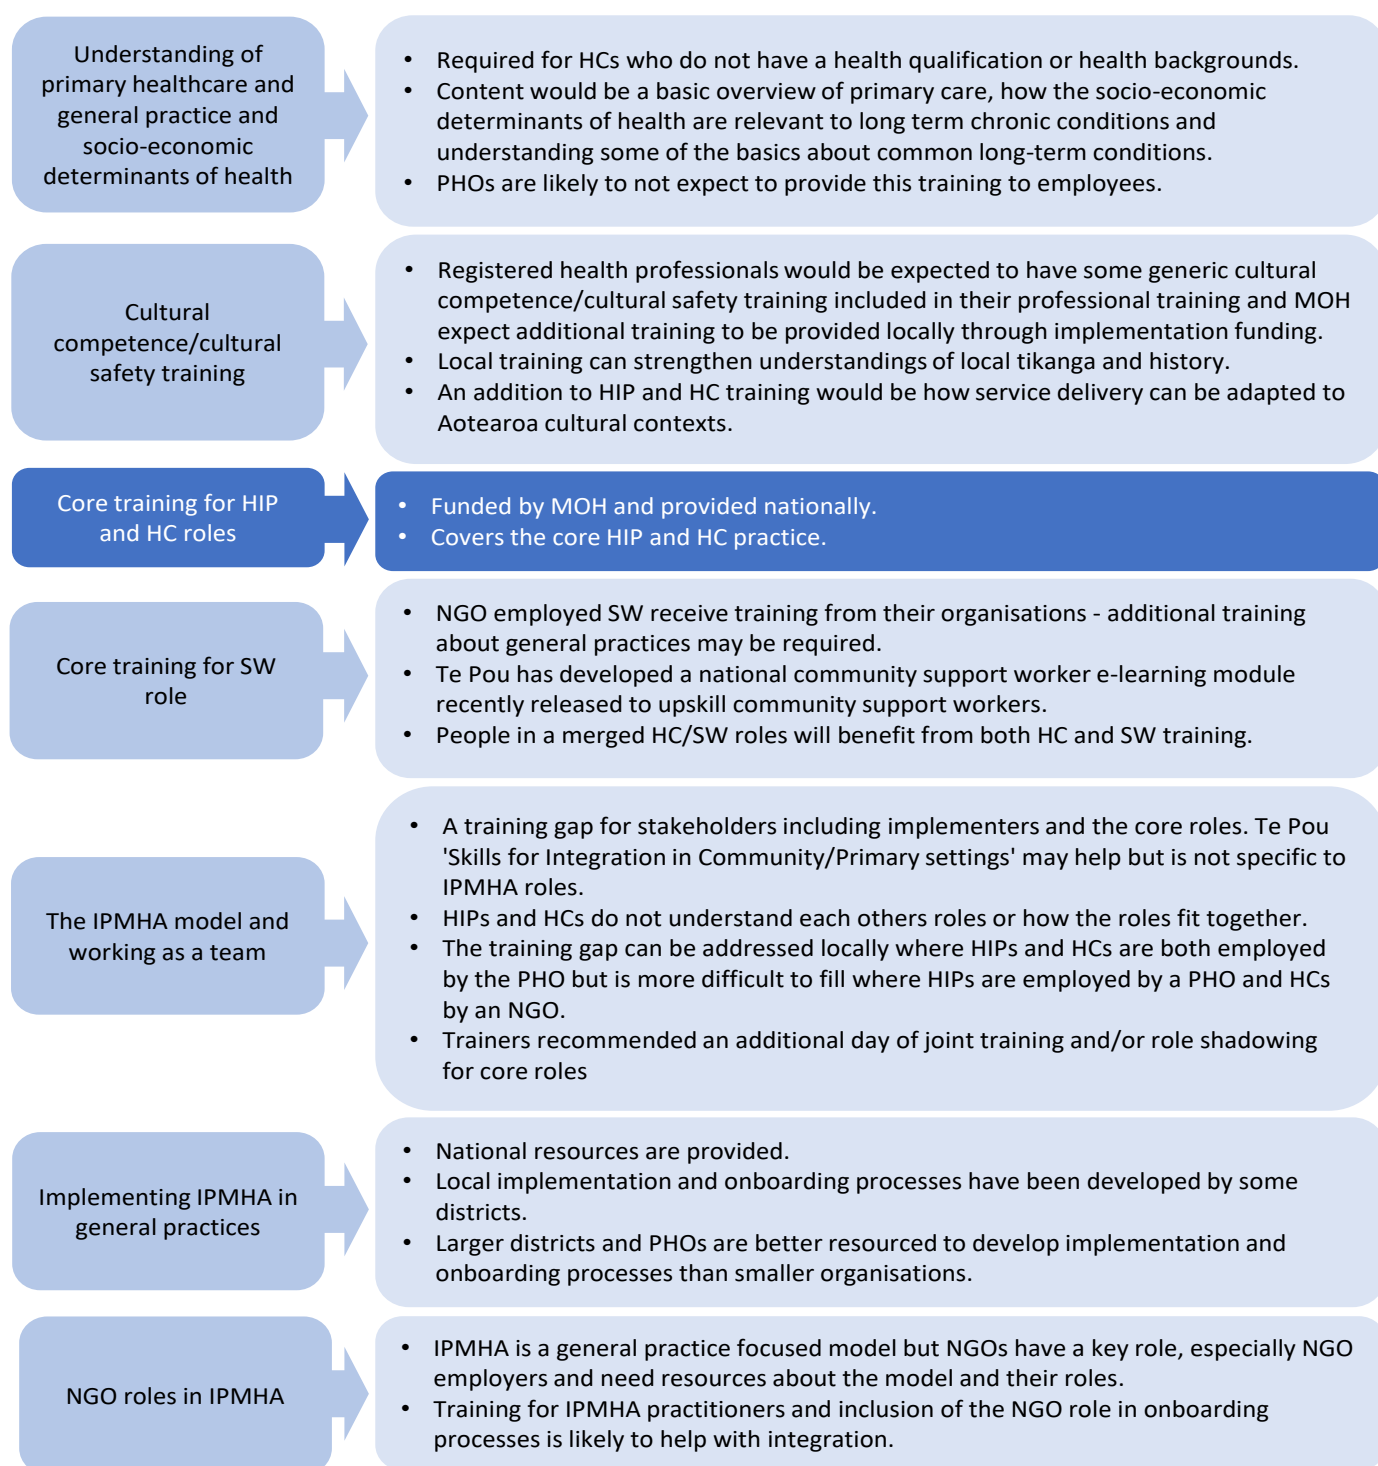 Understanding of
primary healthcare and
general practice and
socio-economic
determinants of health
• Required for HCs who do not have a health qualification or health backgrounds.
• Content would be a basic overview of primary care, how the socio-economic
determinants of health are relevant to long term chronic conditions and
understanding some of the basics about common long-term conditions.
• PHOs are likely to not expect to provide this training to employees.
Cultural
competence/cultural
safety training
• Registered health professionals would be expected to have some generic cultural
competence/cultural safety training included in their professional training and MOH
expect additional training to be provided locally through implementation funding.
• Local training can strengthen understandings of local tikanga and history.
• An addition to HIP and HC training would be how service delivery can be adapted to
Aotearoa cultural contexts.
Core training for HIP
and HC roles
• Funded by MOH and provided nationally.
• Covers the core HIP and HC practice.
Core training for SW
role
• NGO employed SW receive training from their organisations - additional training
about general practices may be required.
• Te Pou has developed a national community support worker e-learning module
recently released to upskill community support workers.
• People in a merged HC/SW roles will benefit from both HC and SW training.
The IPMHA model and
working as a team
• A training gap for stakeholders including implementers and the core roles. Te Pou
'Skills for Integration in Community/Primary settings' may help but is not specific to
IPMHA roles.
• HIPs and HCs do not understand each others roles or how the roles fit together.
• The training gap can be addressed locally where HIPs and HCs are both employed
by the PHO but is more difficult to fill where HIPs are employed by a PHO and HCs
by an NGO.
• Trainers recommended an additional day of joint training and/or role shadowing
for core roles
Implementing IPMHA in
general practices
• National resources are provided.
• Local implementation and onboarding processes have been developed by some
districts.
• Larger districts and PHOs are better resourced to develop implementation and
onboarding processes than smaller organisations.
NGO roles in IPMHA
• IPMHA is a general practice focused model but NGOs have a key role, especially NGO
employers and need resources about the model and their roles.
• Training for IPMHA practitioners and inclusion of the NGO role in onboarding
processes is likely to help with integration.